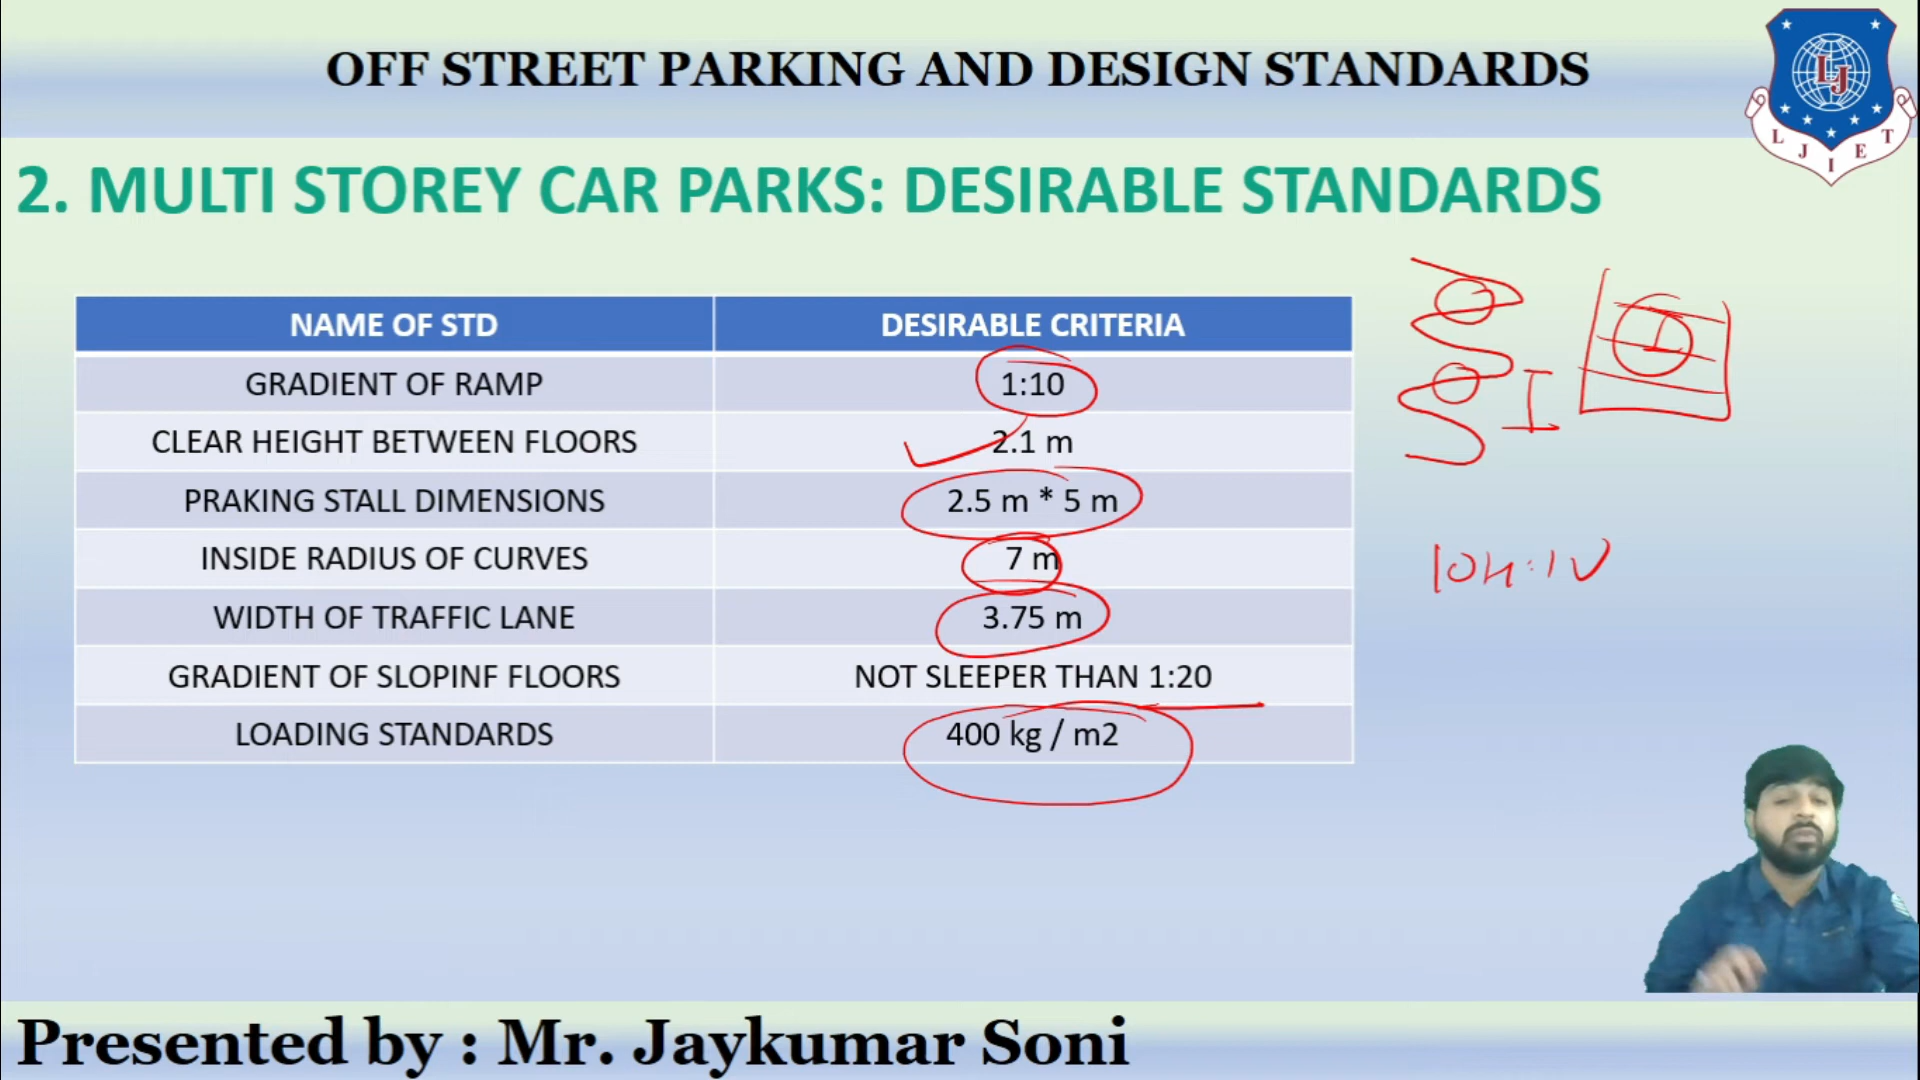 OFF STREET PARKING AND DESIGN STANDARDS
LJ
L J I E T
2. MULTI STOREY CAR PARKS: DESIRABLE STANDARDS
NAME OF STD DESIRABLE CRITERIA
GRADIENT OF RAMP 1:10
CLEAR HEIGHT BETWEEN FLOORS 2.1 m
PRAKING STALL DIMENSIONS 2.5 m * 5 m
INSIDE RADIUS OF CURVES 7 m
WIDTH OF TRAFFIC LANE 3.75 m
GRADIENT OF SLOPINF FLOORS NOT SLEEPER THAN 1:20
LOADING STANDARDS 400 kg / m2
10H:1V
Presented by : Mr. Jaykumar Soni